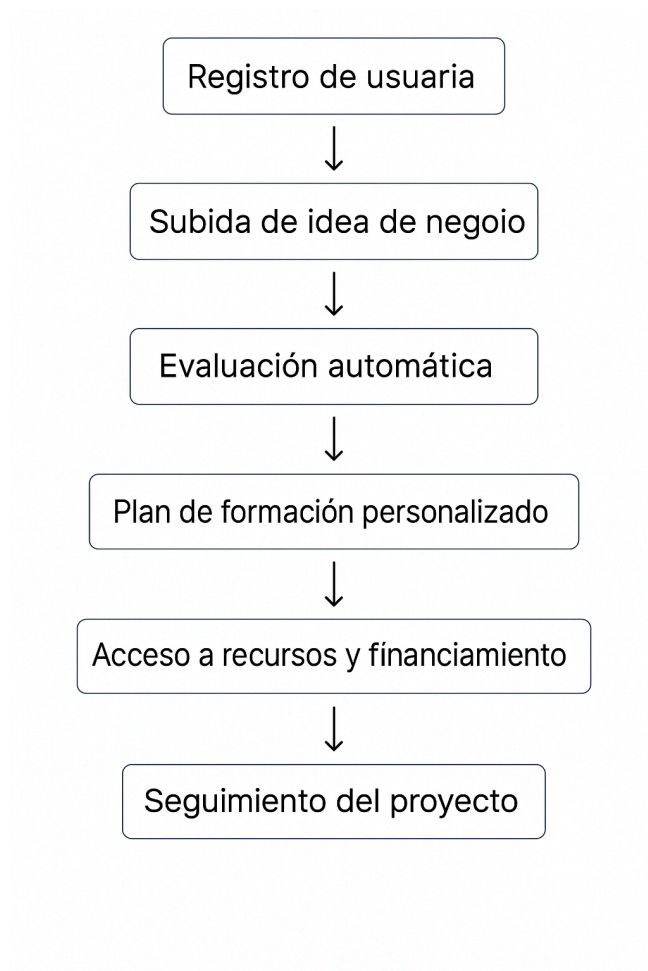 Registro de usuaria
Subida de idea de negoio
Evaluación automática
Plan de formación personalizado
Acceso a recursos y fínanciamiento
Seguimiento del proyecto